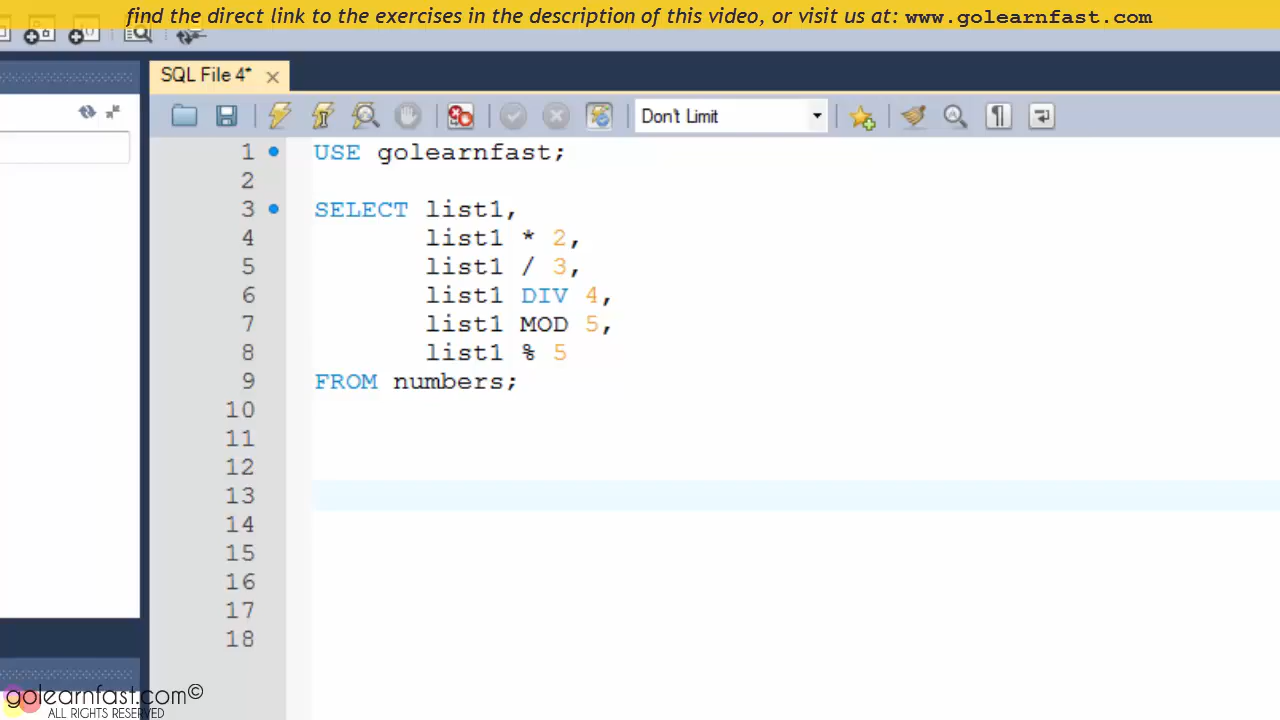 find the direct link to the exercises in the description of this video, or visit us at: www.golearnfast.com
SQL File 4*
Don't Limit
1 USE golearnfast;
2
3 SELECT list1,
4 list1 * 2,
5 list1 / 3,
6 list1 DIV 4,
7 list1 MOD 5,
8 list1 % 5
9 FROM numbers;
10
11
12
13
14
15
16
17
18
golearnfast.com©
ALL RIGHTS RESERVED